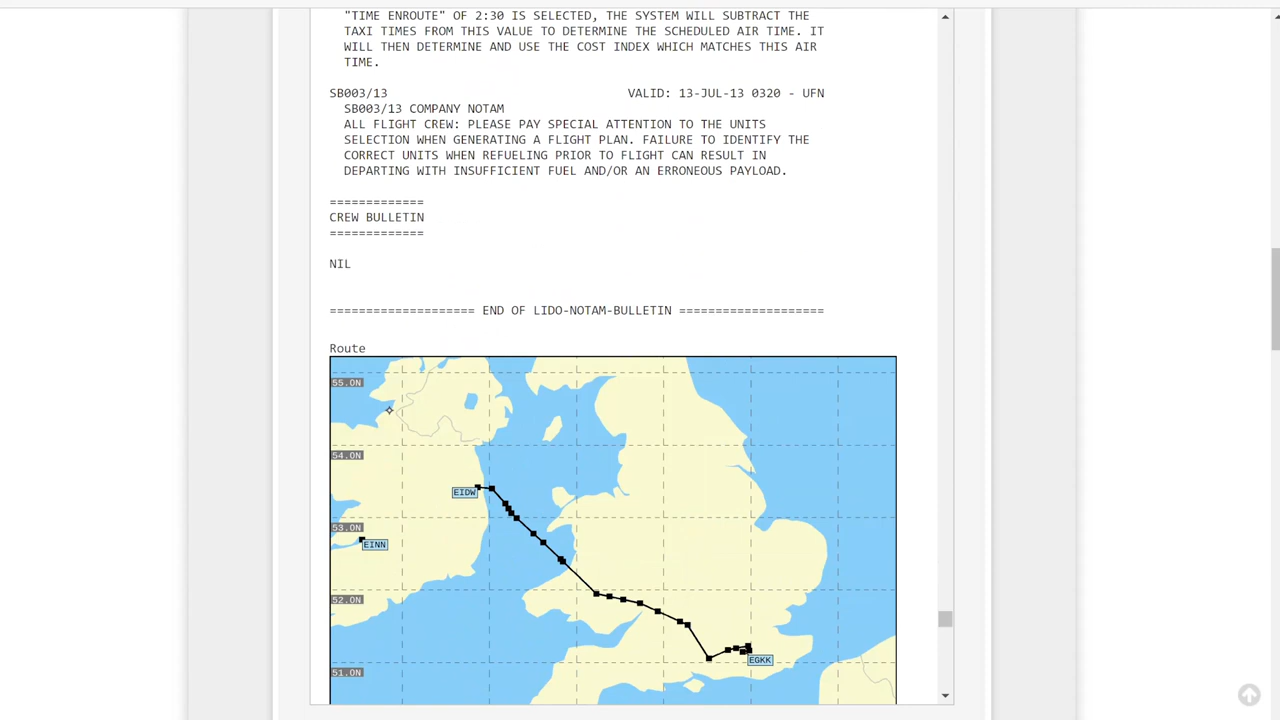 "TIME ENROUTE" OF 2:30 IS SELECTED, THE SYSTEM WILL SUBTRACT THE
TAXI TIMES FROM THIS VALUE TO DETERMINE THE SCHEDULED AIR TIME. IT
WILL THEN DETERMINE AND USE THE COST INDEX WHICH MATCHES THIS AIR
TIME.
SB003/13 VALID: 13-JUL-13 0320 - UFN
SB003/13 COMPANY NOTAM
ALL FLIGHT CREW: PLEASE PAY SPECIAL ATTENTION TO THE UNITS
SELECTION WHEN GENERATING A FLIGHT PLAN. FAILURE TO IDENTIFY THE
CORRECT UNITS WHEN REFUELING PRIOR TO FLIGHT CAN RESULT IN
DEPARTING WITH INSUFFICIENT FUEL AND/OR AN ERRONEOUS PAYLOAD.
=============
CREW BULLETIN
=============
NIL
==================== END OF LIDO-NOTAM-BULLETIN ====================
Route
55.0N
54.0N
EIDW
53.0N
EINN
52.0N
EGKK
51.0N